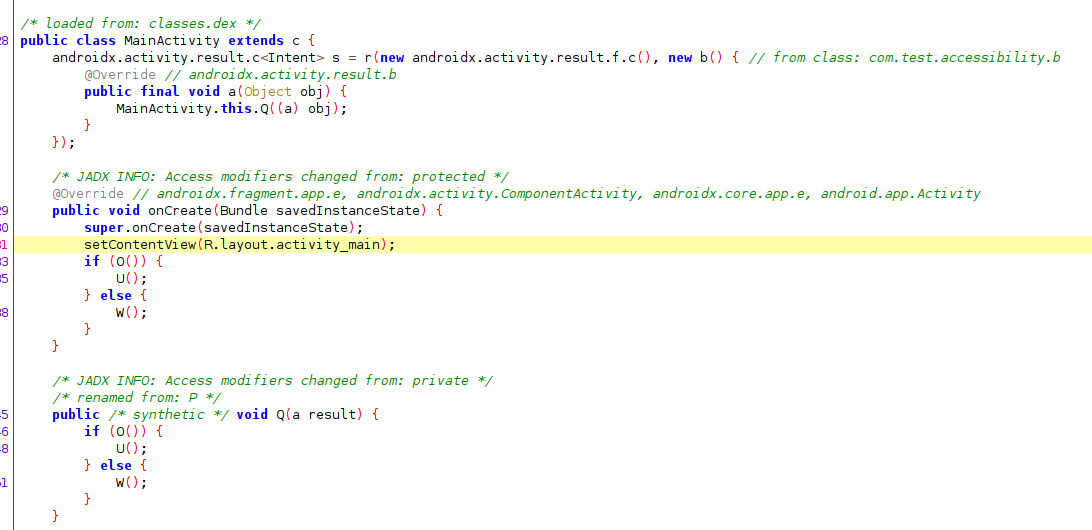 /* loaded from: classes.dex */
28 public class MainActivity extends c {
androidx.activity.result.c<Intent> s = r(new androidx.activity.result.f.c(), new b() { // from class: com.test.accessibility.b
@Override // androidx.activity.result.b
public final void a(Object obj) {
MainActivity.this.Q((a) obj);
}
});
/* JADX INFO: Access modifiers changed from: protected */
@Override // androidx.fragment.app.e, androidx.activity.ComponentActivity, androidx.core.app.e, android.app.Activity
29 public void onCreate(Bundle savedInstanceState) {
30 super.onCreate(savedInstanceState);
31 setContentView(R.layout.activity_main);
33 if (O()) {
35 U();
} else {
38 W();
}
}
/* JADX INFO: Access modifiers changed from: private */
/* renamed from: P */
45 public /* synthetic */ void Q(a result) {
46 if (O()) {
48 U();
} else {
51 W();
}
}